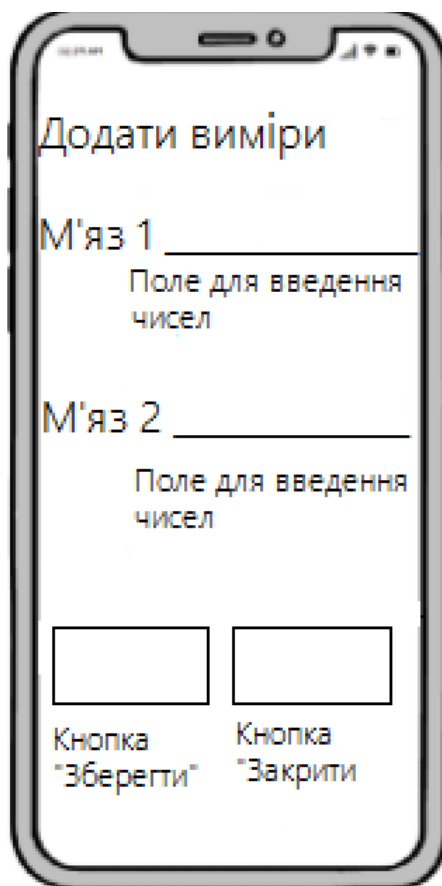 Додати виміри
М'яз 1
Поле для введення
чисел
М'яз 2
Поле для введення
чисел
Кнопка
"Зберегти"
Кнопка
"Закрити